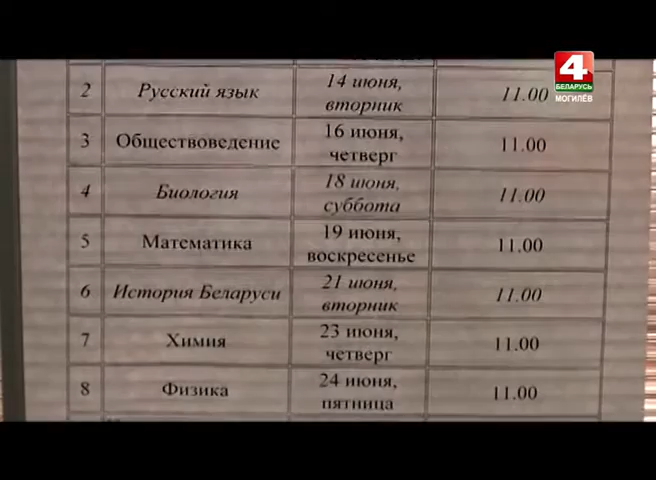 4
БЕЛАРУСЬ
МОГИЛЁВ
2 Русский язык 14 июня, вторник 11.00
3 Обществоведение 16 июня, четверг 11.00
4 Биология 18 июня, суббота 11.00
5 Математика 19 июня, воскресенье 11.00
6 История Беларуси 21 июня, вторник 11.00
7 Химия 23 июня, четверг 11.00
8 Физика 24 июня, пятница 11.00